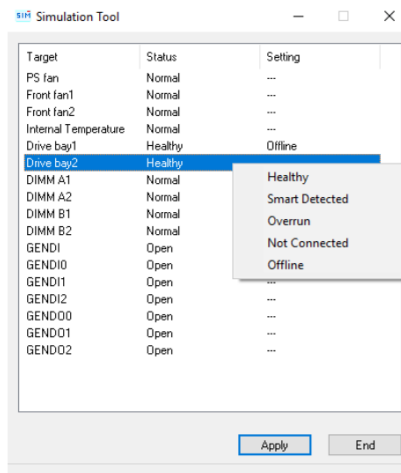 SIM Simulation Tool
Target Status Setting
PS fan Normal ---
Front fan1 Normal ---
Front fan2 Normal ---
Internal Temperature Normal ---
Drive bay1 Healthy Offline
Drive bay2 Healthy
DIMM A1 Normal
DIMM A2 Normal
DIMM B1 Normal
DIMM B2 Normal
GENDI Open
GENDI0 Open
GENDI1 Open ---
GENDI2 Open ---
GENDO0 Open ---
GENDO1 Open ---
GENDO2 Open ---
Healthy
Smart Detected
Overrun
Not Connected
Offline
Apply End